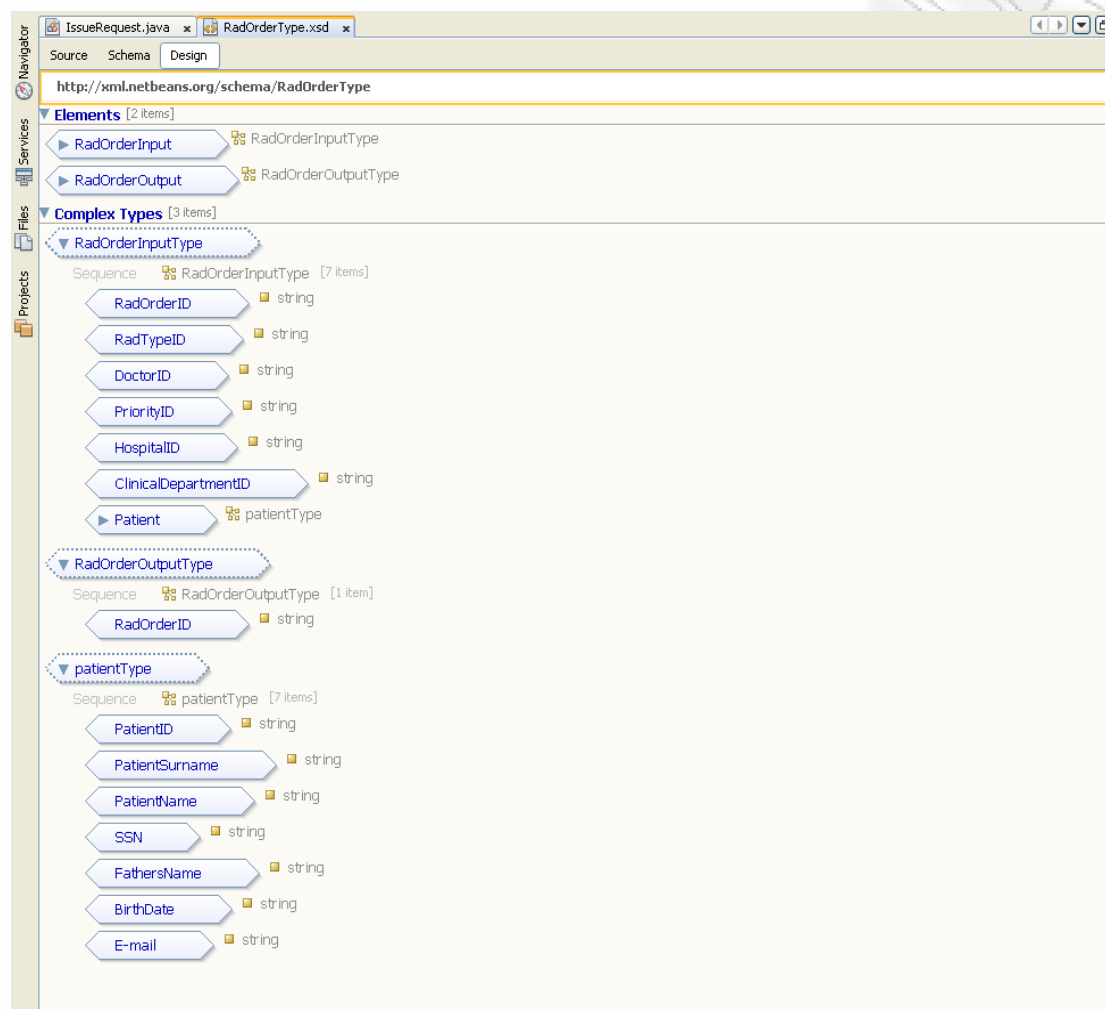 IssueRequest.java x RadOrderType.xsd x
Source Schema Design
http://xml.netbeans.org/schema/RadOrderType
Navigator
Services
Files
Projects
Elements [2 items]
RadOrderInput RadOrderInputType
RadOrderOutput RadOrderOutputType
Complex Types [3 items]
RadOrderInputType
Sequence RadOrderInputType [7 items]
RadOrderID string
RadTypeID string
DoctorID string
PriorityID string
HospitalID string
ClinicalDepartmentID string
Patient patientType
RadOrderOutputType
Sequence RadOrderOutputType [1 item]
RadOrderID string
patientType
Sequence patientType [7 items]
PatientID string
PatientSurname string
PatientName string
SSN string
FathersName string
BirthDate string
E-mail string